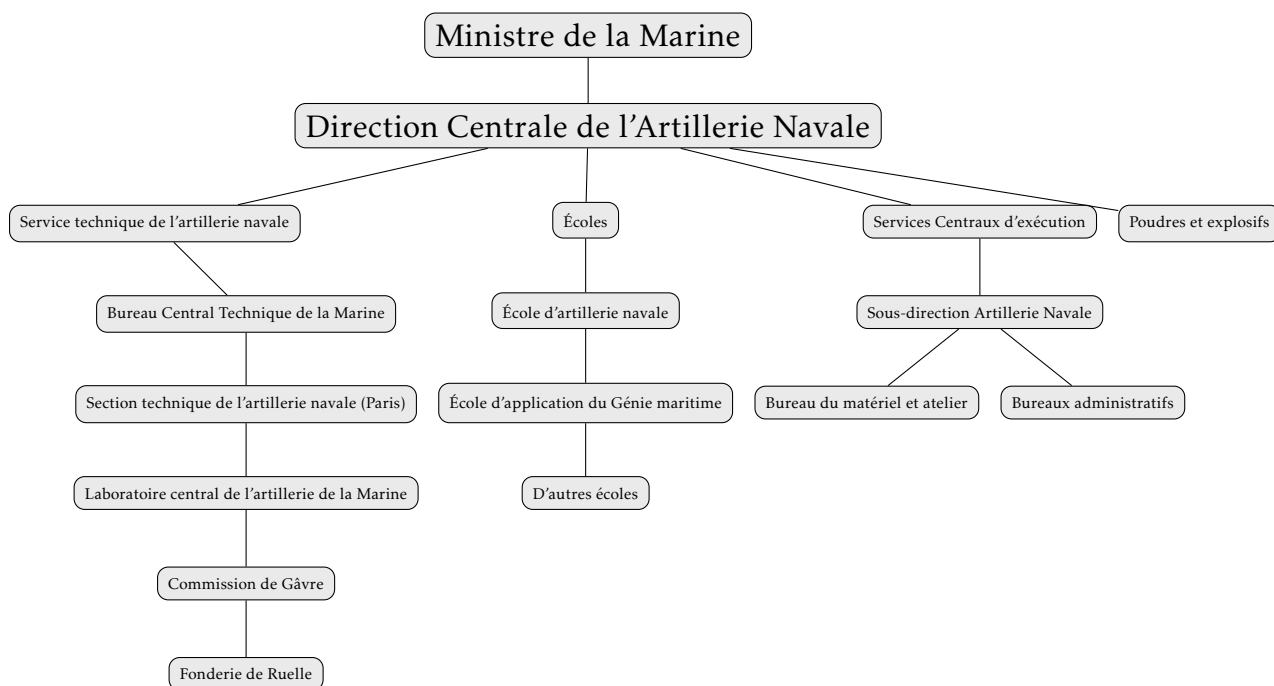 Ministre de la Marine
Direction Centrale de l'Artillerie Navale
Service technique de l'artillerie navale
Écoles
Services Centraux d'exécution
Poudres et explosifs
Bureau Central Technique de la Marine
École d'artillerie navale
Sous-direction Artillerie Navale
Section technique de l'artillerie navale (Paris)
École d'application du Génie maritime
Bureau du matériel et atelier
Bureaux administratifs
Laboratoire central de l'artillerie de la Marine
D'autres écoles
Commission de Gâvre
Fonderie de Ruelle